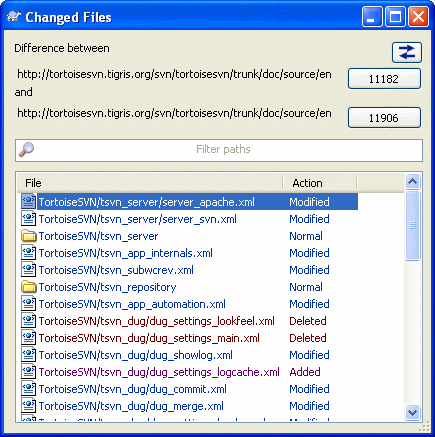 Changed Files
Difference between
http://tortoisesvn.tigris.org/svn/tortoisesvn/trunk/doc/source/en 11182
and
http://tortoisesvn.tigris.org/svn/tortoisesvn/trunk/doc/source/en 11906
Filter paths
File Action
TortoiseSVN/tsvn_server/server_apache.xml Modified
TortoiseSVN/tsvn_server/server_svn.xml Modified
TortoiseSVN/tsvn_server Normal
TortoiseSVN/tsvn_app_internals.xml Modified
TortoiseSVN/tsvn_subwcrev.xml Modified
TortoiseSVN/tsvn_repository Normal
TortoiseSVN/tsvn_app_automation.xml Modified
TortoiseSVN/tsvn_dug/dug_settings_lookfeel.xml Deleted
TortoiseSVN/tsvn_dug/dug_settings_main.xml Deleted
TortoiseSVN/tsvn_dug/dug_showlog.xml Modified
TortoiseSVN/tsvn_dug/dug_settings_logcache.xml Added
TortoiseSVN/tsvn_dug/dug_commit.xml Modified
TortoiseSVN/tsvn_dug/dug_merge.xml Modified